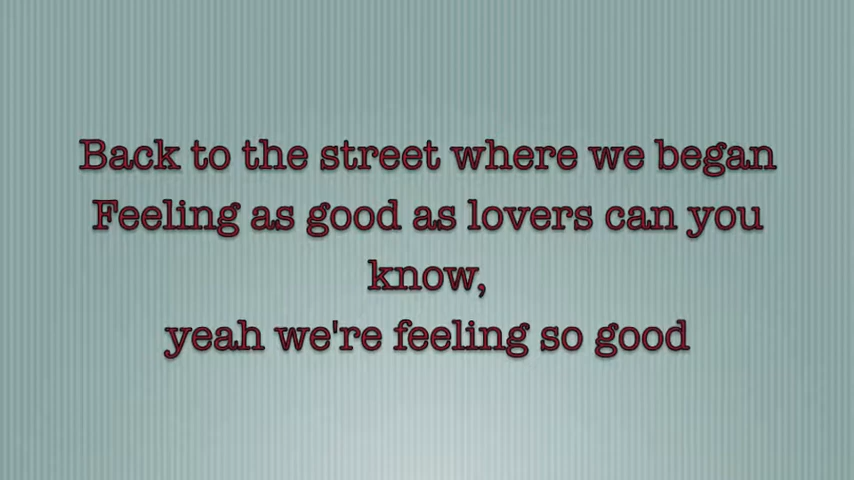 Back to the street where we began
Feeling as good as lovers can you
know,
yeah we're feeling so good